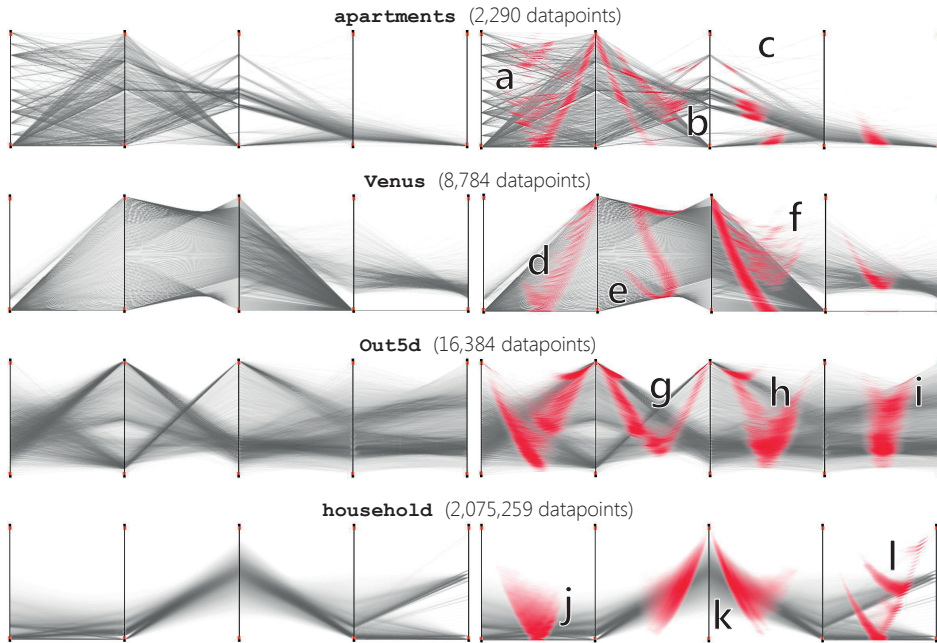 apartments (2,290 datapoints)
a
b
c
Venus (8,784 datapoints)
d
e
f
Out5d (16,384 datapoints)
g
h
i
household (2,075,259 datapoints)
j
k
l